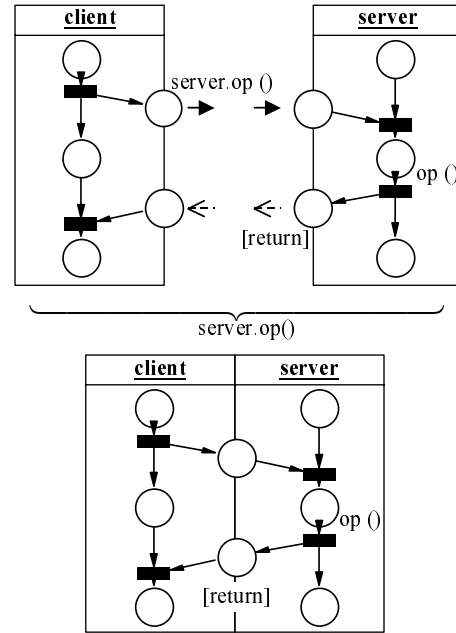 client
server
server.op ()
op ()
[return]
server.op()
client
server
op ()
[return]